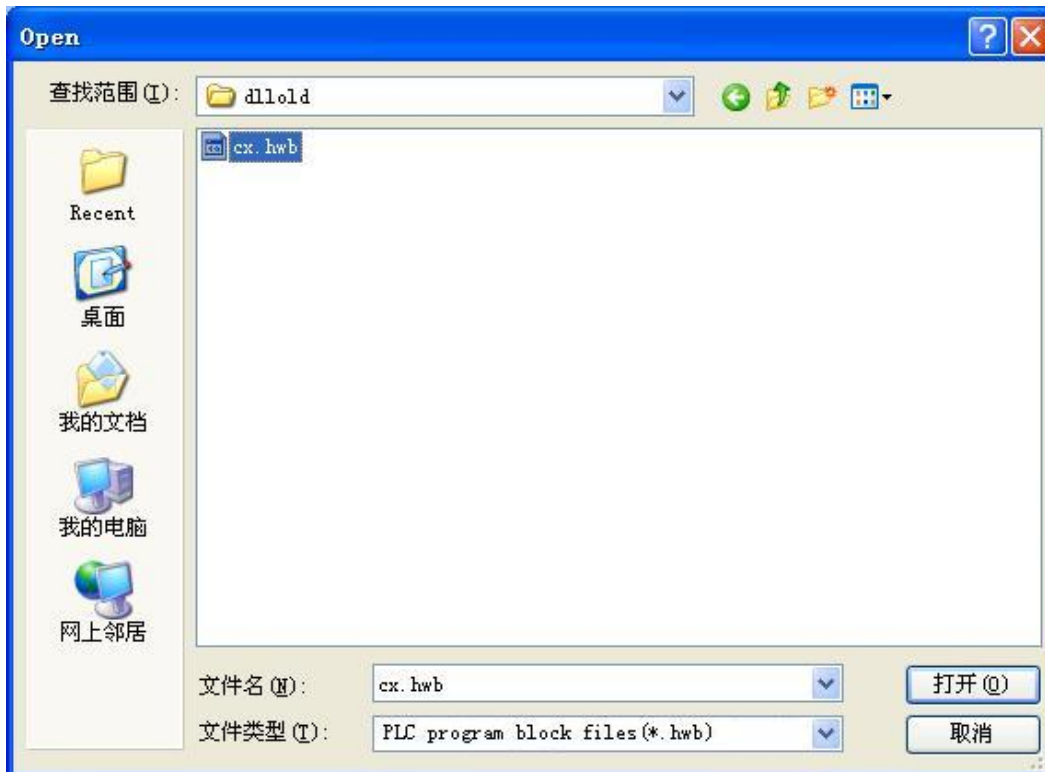 Open
查找范围(I):
dllold
cx.hwb
Recent
桌面
我的文档
我的电脑
网上邻居
文件名(N):
cx.hwb
打开(O)
文件类型(T):
PLC program block files(*.hwb)
取消